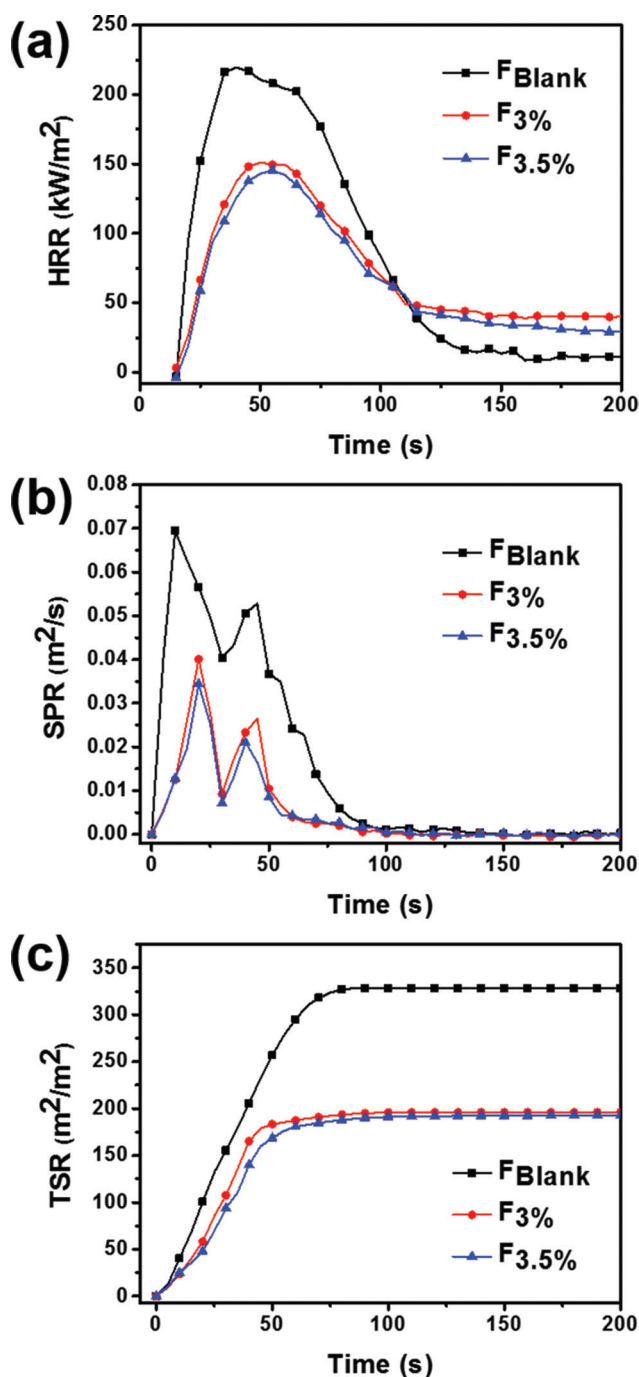 (a)
250
200
150
100
50
0
HRR (kW/m²)
F_Blank
F_3%
F_3.5%
0 50 100 150 200
Time (s)
(b)
0.08
0.07
0.06
0.05
0.04
0.03
0.02
0.01
0.00
SPR (m²/s)
F_Blank
F_3%
F_3.5%
0 50 100 150 200
Time (s)
(c)
350
300
250
200
150
100
50
0
TSR (m²/m²)
F_Blank
F_3%
F_3.5%
0 50 100 150 200
Time (s)